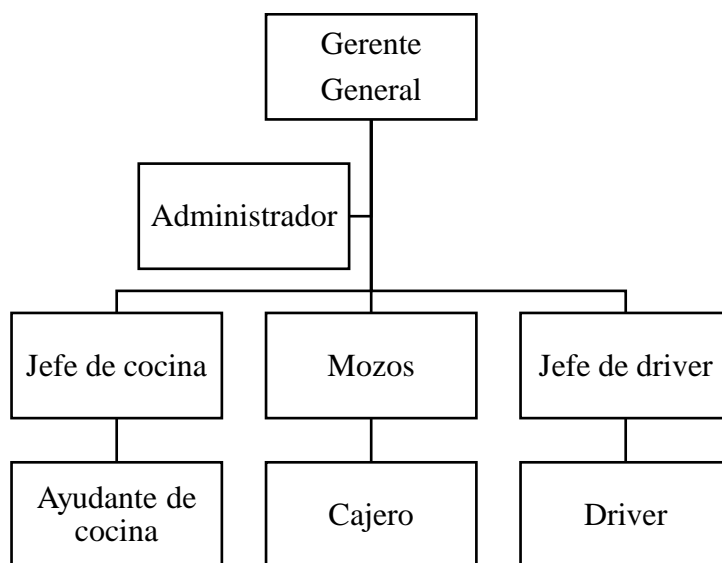 Gerente
General
Administrador
Jefe de cocina
Mozos
Jefe de driver
Ayudante de
cocina
Cajero
Driver